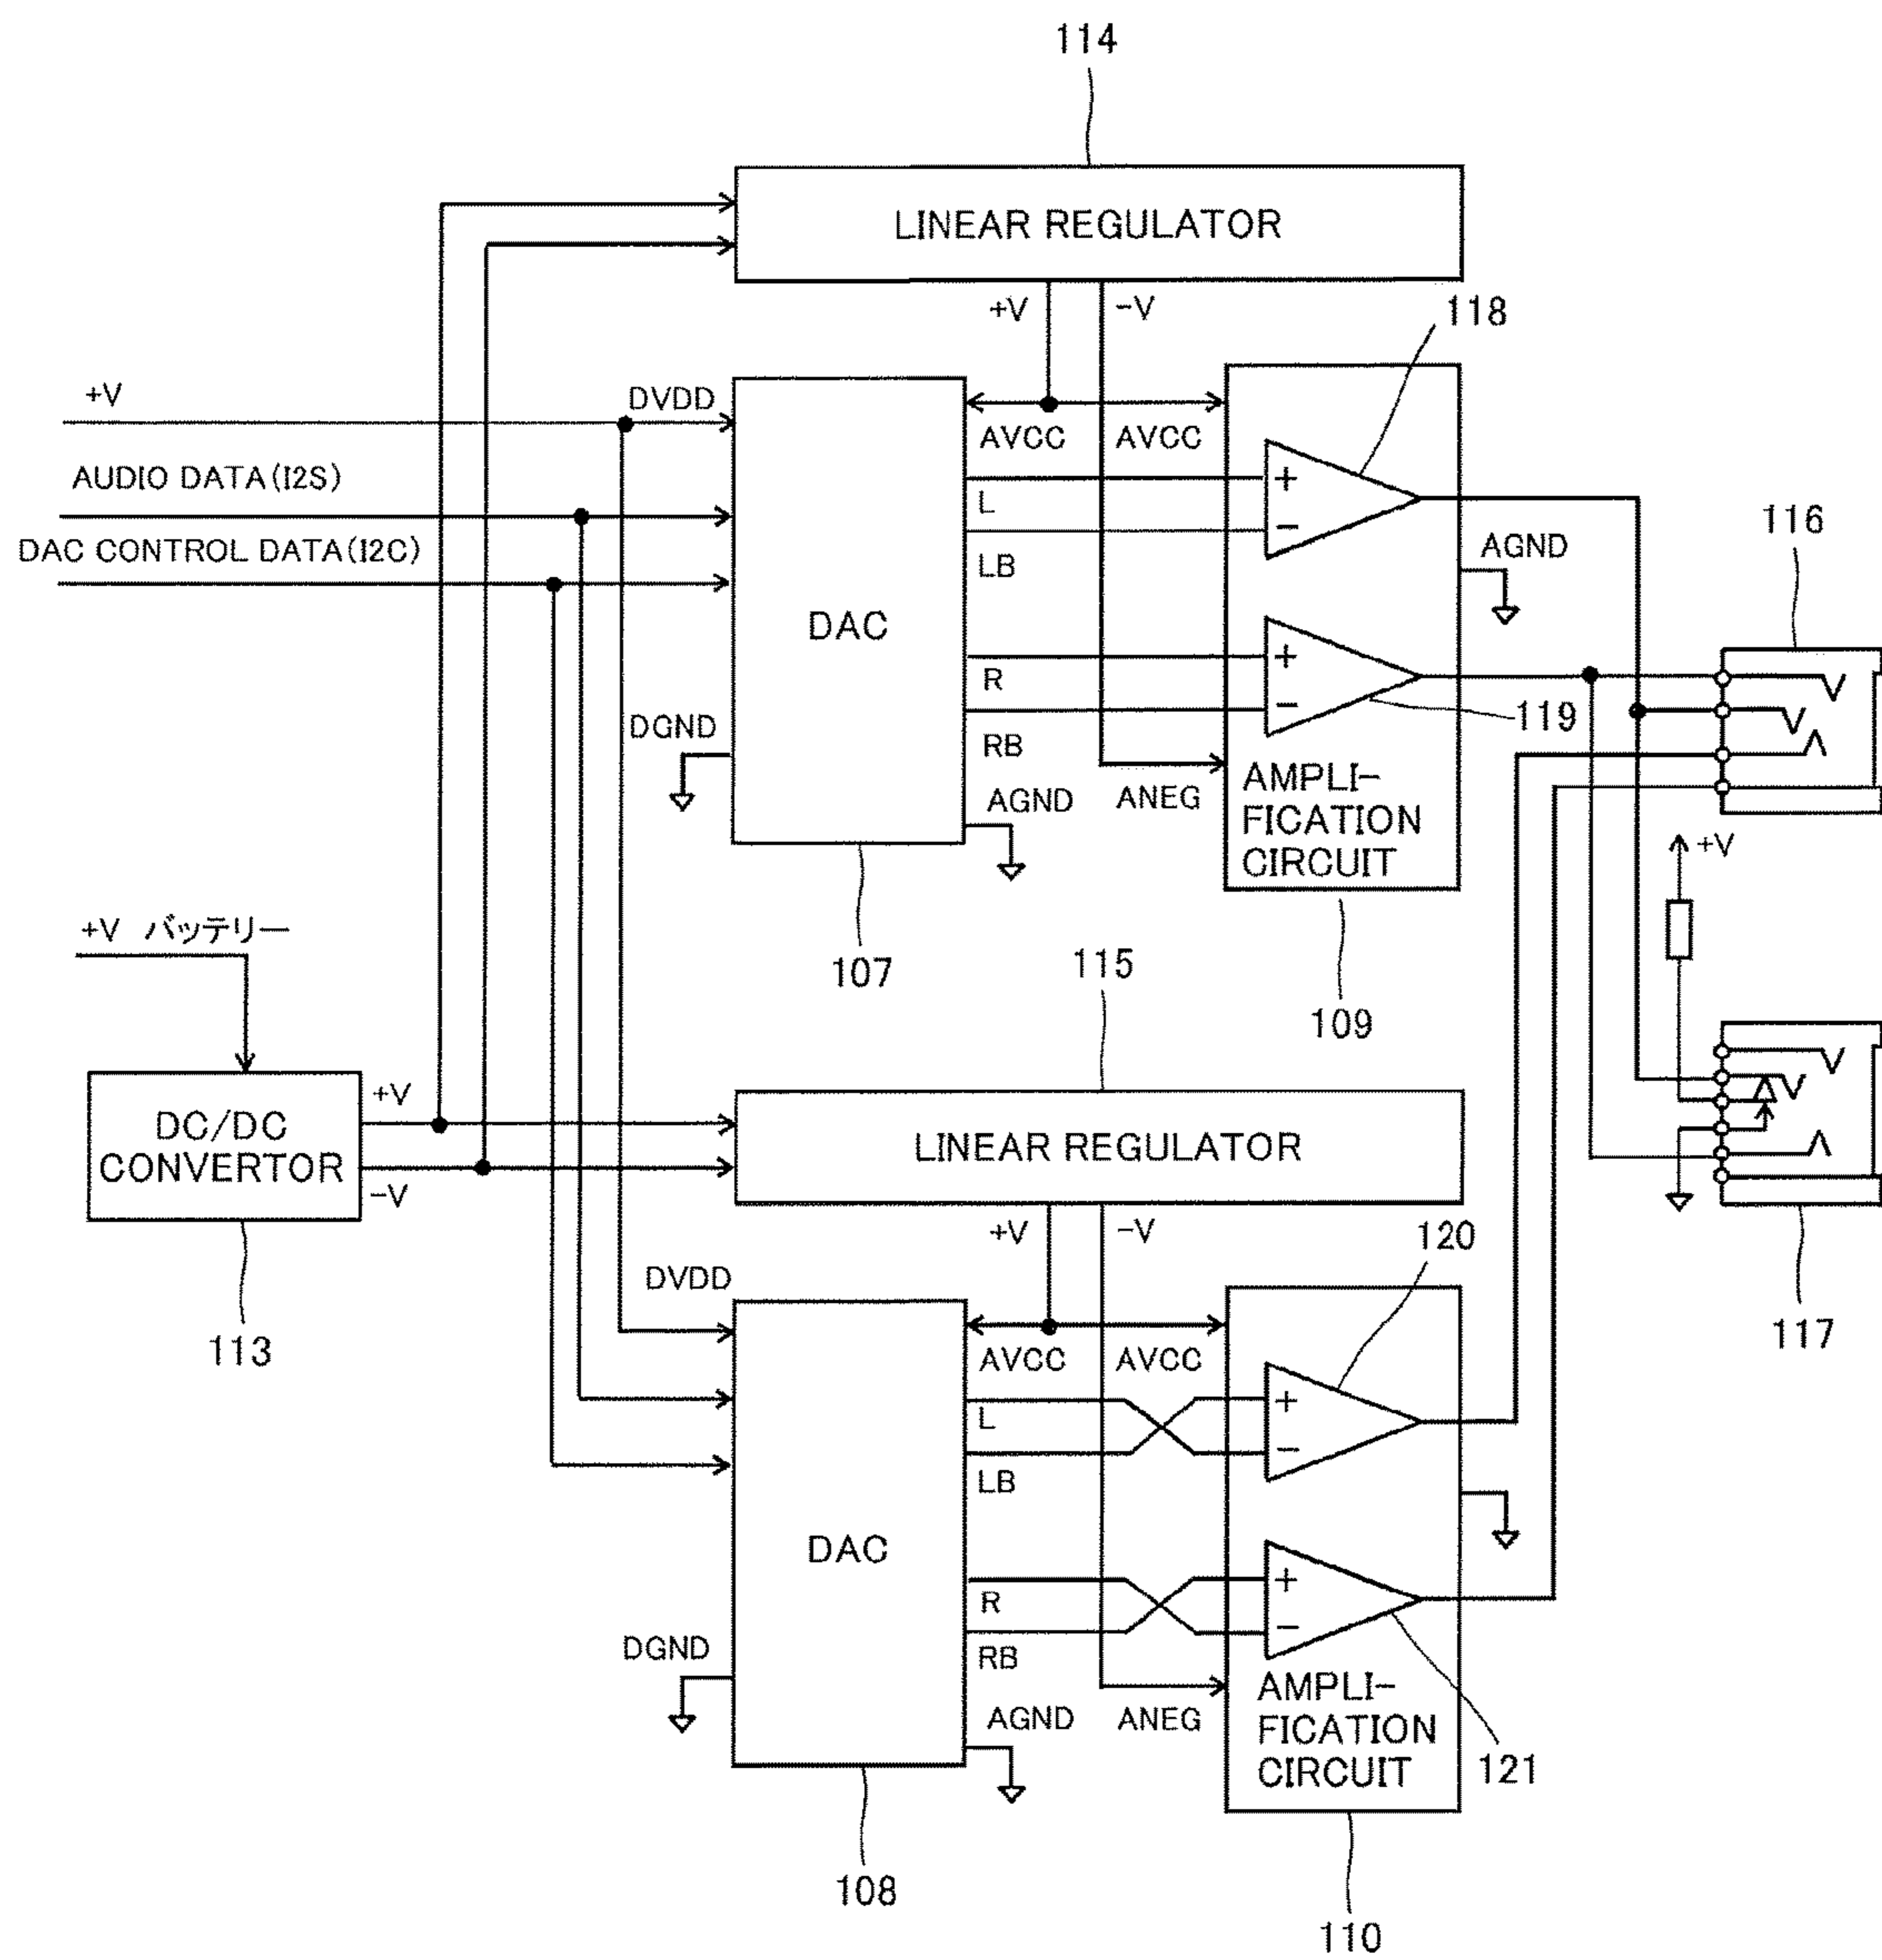 114
LINEAR REGULATOR
+V
-V
118
+V
DVDD
AVCC
AVCC
AUDIO DATA(I2S)
L
+
-
DAC CONTROL DATA(I2C)
LB
AGND
116
DAC
R
+
-
119
DGND
RB
AGND
ANEG
AMPLI-
FICATION
CIRCUIT
+V
+V バッテリー
107
115
109
DC/DC
CONVERTOR
+V
-V
LINEAR REGULATOR
+V
-V
120
DVDD
113
117
AVCC
AVCC
L
+
-
LB
DAC
R
+
-
DGND
RB
AGND
ANEG
AMPLI-
FICATION
CIRCUIT
121
108
110